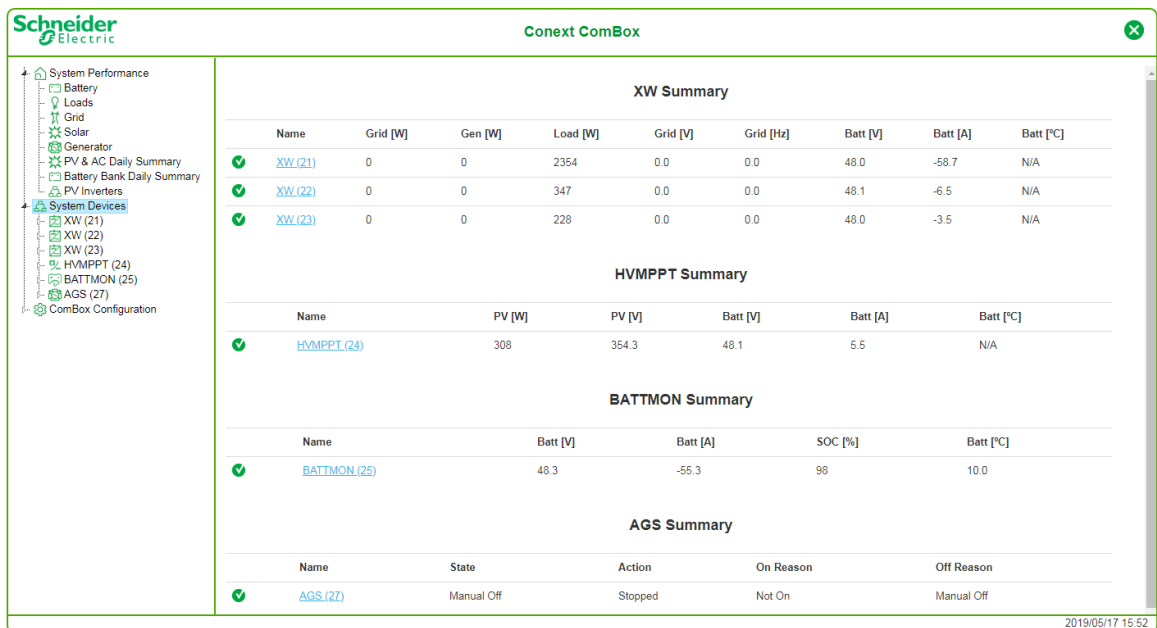 Schneider
Electric
Conext ComBox
System Performance
Battery
Loads
Grid
Solar
Generator
PV & AC Daily Summary
Battery Bank Daily Summary
PV Inverters
System Devices
XW (21)
XW (22)
XW (23)
HVMPPT (24)
BATTMON (25)
AGS (27)
ComBox Configuration
XW Summary
Name Grid [W] Gen [W] Load [W] Grid [V] Grid [Hz] Batt [V] Batt [A] Batt [ºC]
XW (21) 0 0 2354 0.0 0.0 48.0 -58.7 N/A
XW (22) 0 0 347 0.0 0.0 48.1 -6.5 N/A
XW (23) 0 0 228 0.0 0.0 48.0 -3.5 N/A
HVMPPT Summary
Name PV [W] PV [V] Batt [V] Batt [A] Batt [ºC]
HVMPPT (24) 308 354.3 48.1 5.5 N/A
BATTMON Summary
Name Batt [V] Batt [A] SOC [%] Batt [ºC]
BATTMON (25) 48.3 -55.3 98 10.0
AGS Summary
Name State Action On Reason Off Reason
AGS (27) Manual Off Stopped Not On Manual Off
2019/05/17 15:52